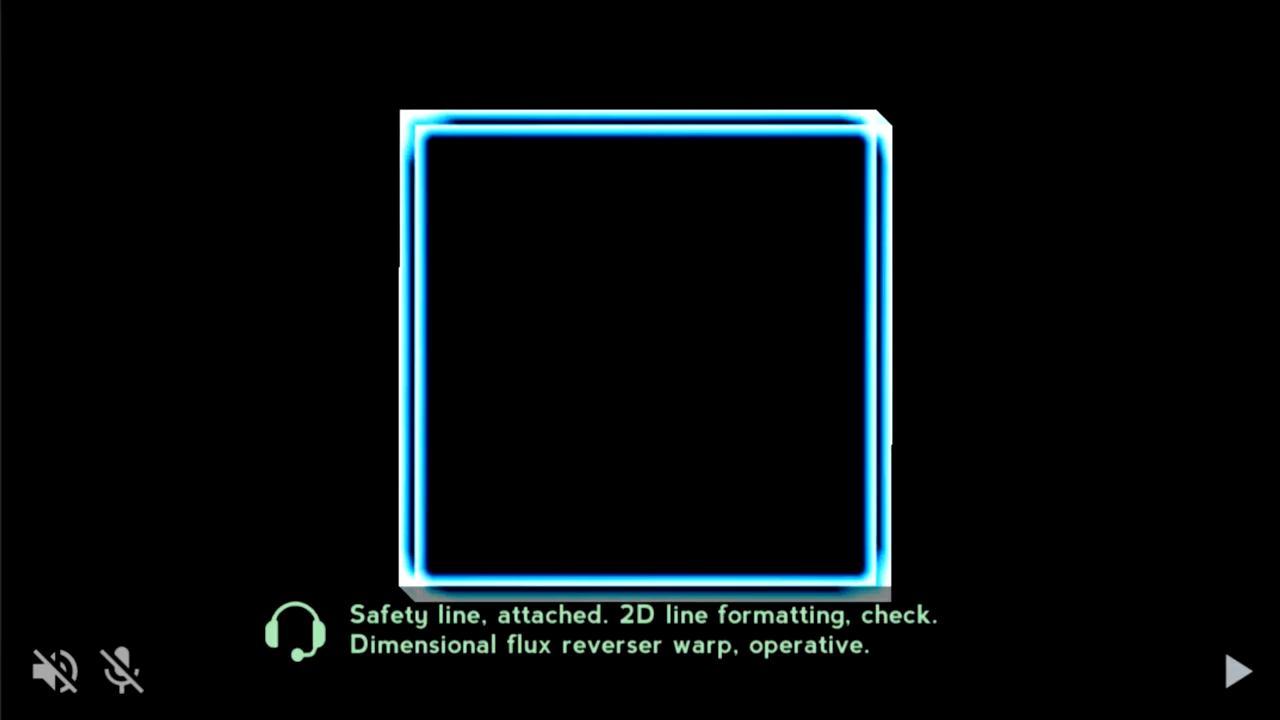 Safety line, attached. 2D line formatting, check.
Dimensional flux reverser warp, operative.